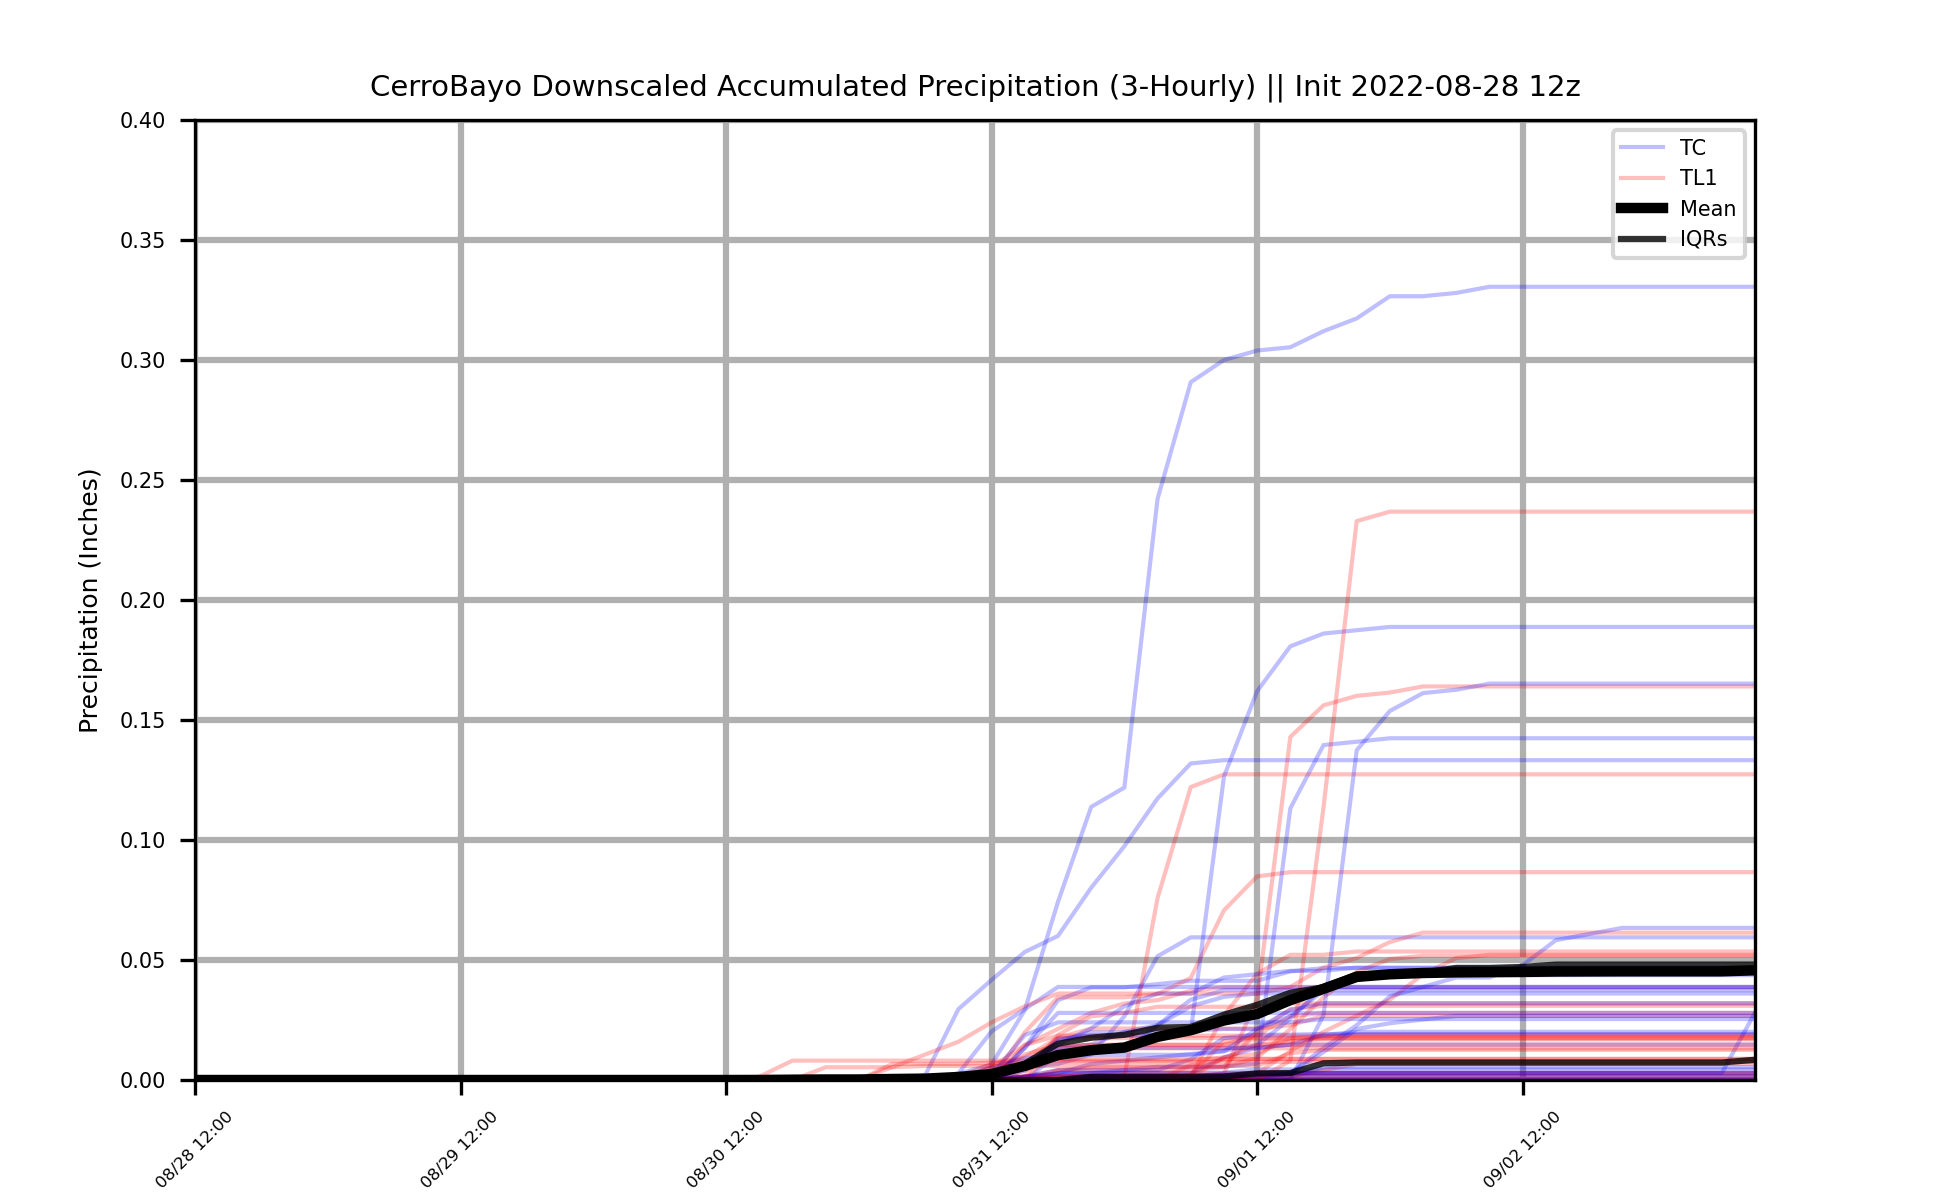 CerroBayo Downscaled Accumulated Precipitation (3-Hourly) || Init 2022-08-28 12z
TC
TL1
Mean
IQRs
Precipitation (Inches)
0.40
0.35
0.30
0.25
0.20
0.15
0.10
0.05
0.00
08/28 12:00
08/29 12:00
08/30 12:00
08/31 12:00
09/01 12:00
09/02 12:00